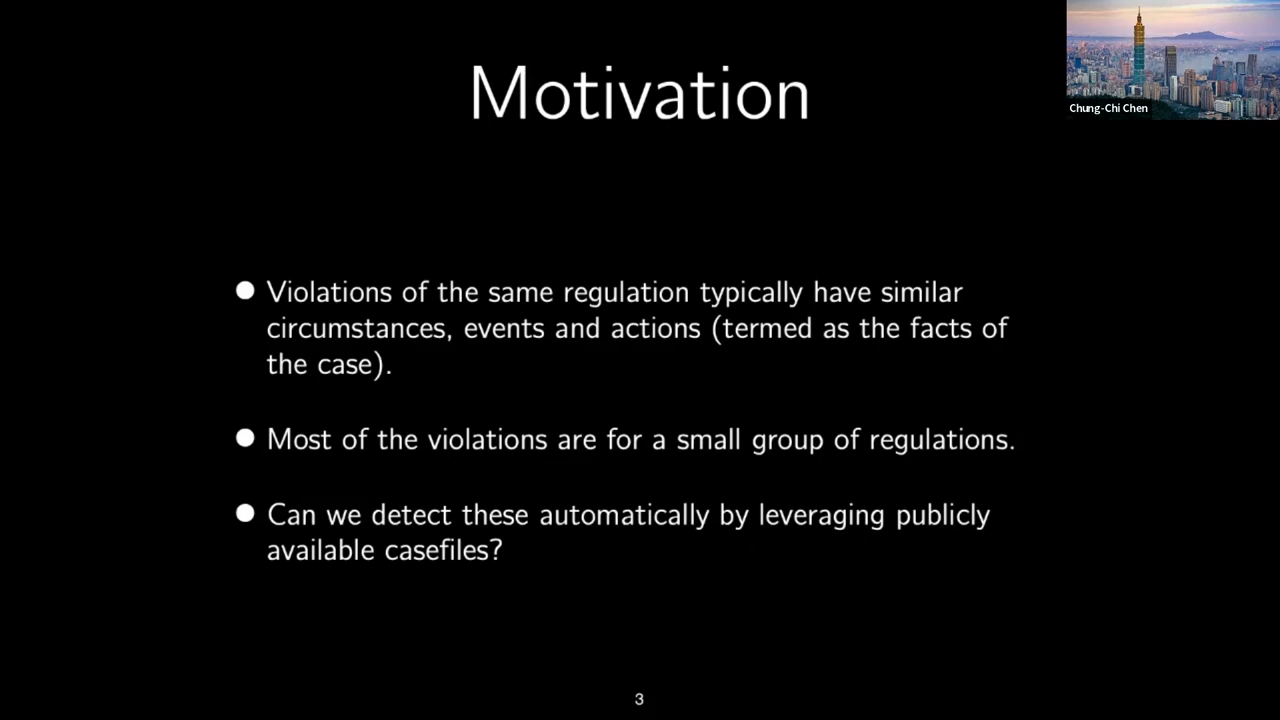 Motivation
Chung-Chi Chen
● Violations of the same regulation typically have similar
circumstances, events and actions (termed as the facts of
the case).
● Most of the violations are for a small group of regulations.
● Can we detect these automatically by leveraging publicly
available casefiles?
3